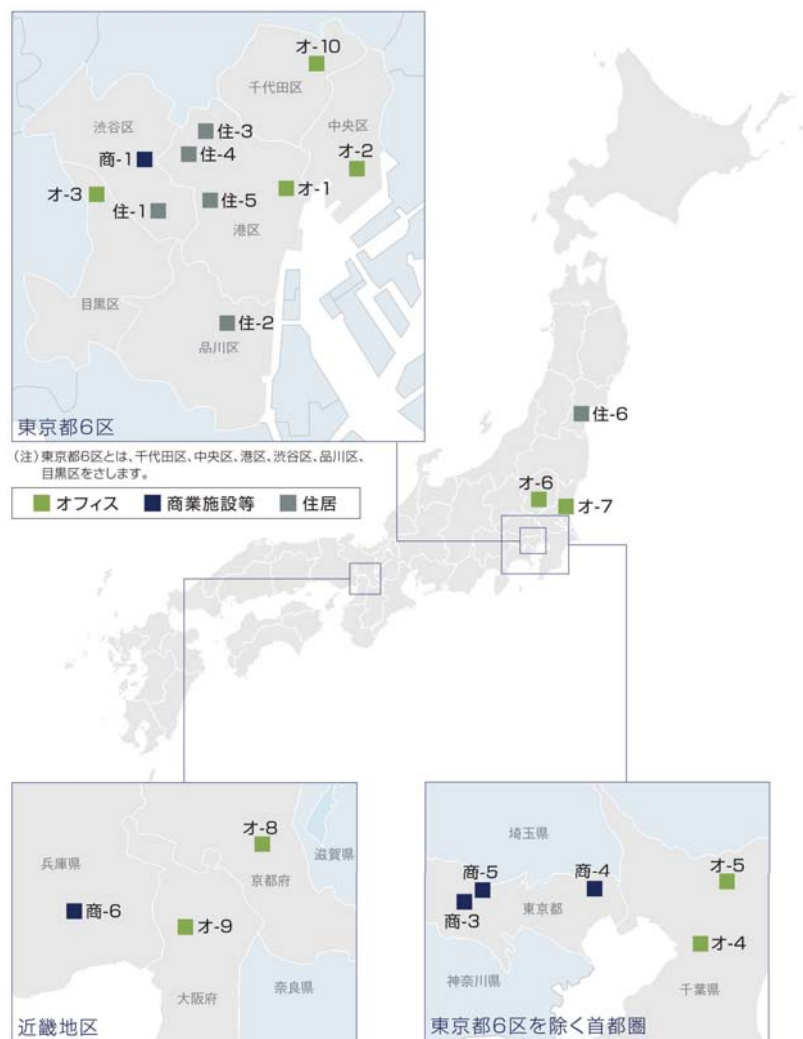 オ-10
千代田区
渋谷区
住-3
中央区
商-1
住-4
オ-2
オ-3
住-5
オ-1
住-1
港区
目黒区
住-2
品川区
東京都6区
(注)東京都6区とは、千代田区、中央区、港区、渋谷区、品川区、
目黒区をさします。
オフィス 商業施設等 住居
住-6
オ-6
オ-7
オ-8
兵庫県
滋賀県
京都府
商-6
オ-9
大阪府
奈良県
近畿地区
埼玉県
商-5
商-4
オ-5
商-3
東京都
オ-4
神奈川県
千葉県
東京都6区を除く首都圏